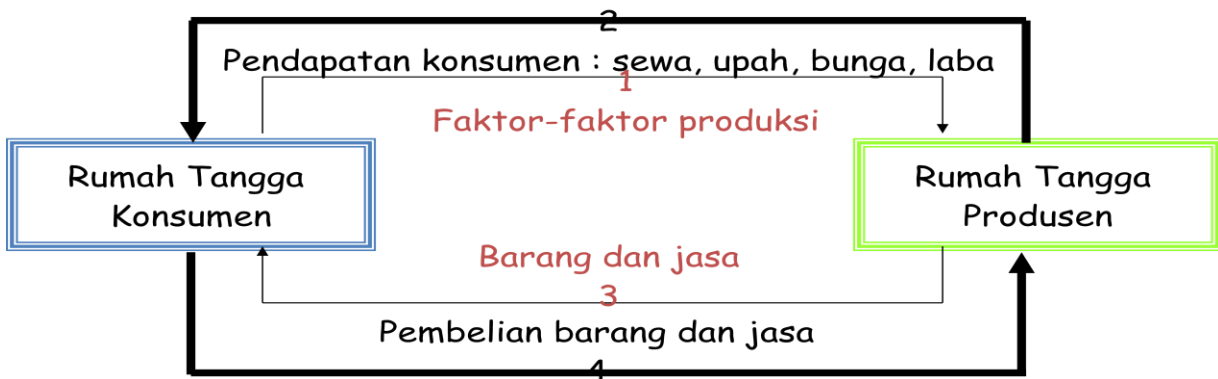 2
Pendapatan konsumen : sewa, upah, bunga, laba
1
Faktor-faktor produksi
Rumah Tangga
Konsumen
Rumah Tangga
Produsen
Barang dan jasa
3
Pembelian barang dan jasa
4